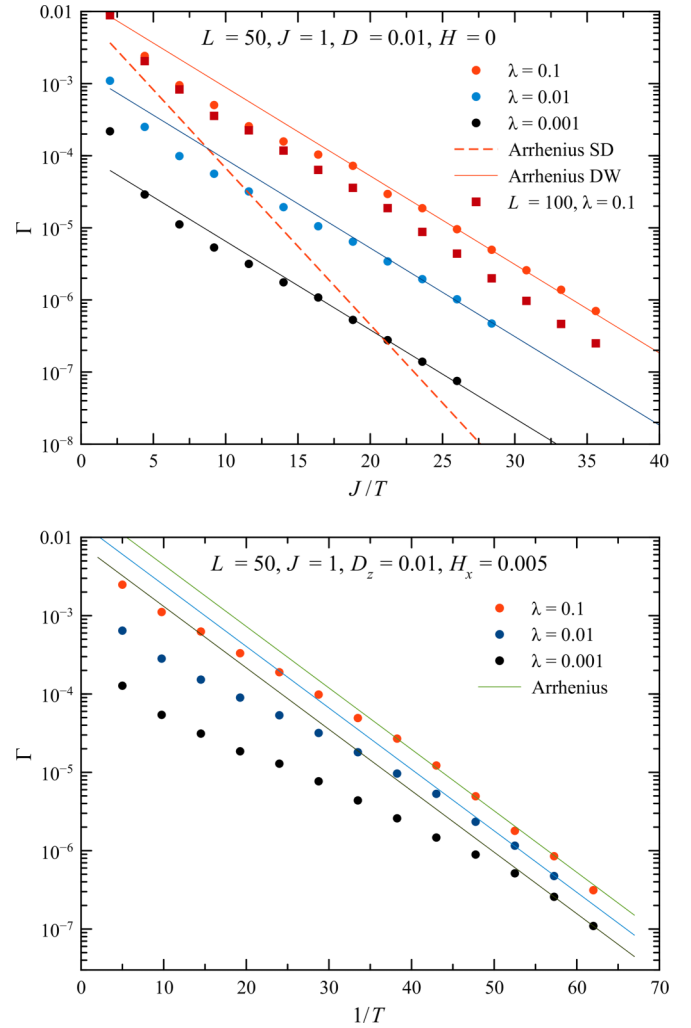 L = 50, J = 1, D = 0.01, H = 0
λ = 0.1
λ = 0.01
λ = 0.001
Arrhenius SD
Arrhenius DW
L = 100, λ = 0.1
0.01
10⁻³
10⁻⁴
10⁻⁵
10⁻⁶
10⁻⁷
10⁻⁸
Γ
0 5 10 15 20 25 30 35 40
J/T
L = 50, J = 1, D_z = 0.01, H_x = 0.005
λ = 0.1
λ = 0.01
λ = 0.001
Arrhenius
0.01
10⁻³
10⁻⁴
10⁻⁵
10⁻⁶
10⁻⁷
Γ
0 10 20 30 40 50 60 70
1/T